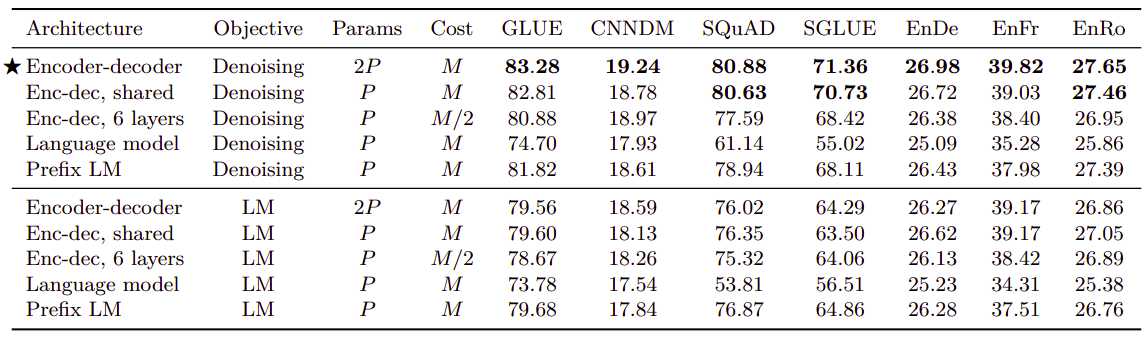 Architecture Objective Params Cost GLUE CNNDM SQuAD SGLUE EnDe EnFr EnRo
★ Encoder-decoder Denoising 2P M 83.28 19.24 80.88 71.36 26.98 39.82 27.65
Enc-dec, shared Denoising P M 82.81 18.78 80.63 70.73 26.72 39.03 27.46
Enc-dec, 6 layers Denoising P M/2 80.88 18.97 77.59 68.42 26.38 38.40 26.95
Language model Denoising P M 74.70 17.93 61.14 55.02 25.09 35.28 25.86
Prefix LM Denoising P M 81.82 18.61 78.94 68.11 26.43 37.98 27.39
Encoder-decoder LM 2P M 79.56 18.59 76.02 64.29 26.27 39.17 26.86
Enc-dec, shared LM P M 79.60 18.13 76.35 63.50 26.62 39.17 27.05
Enc-dec, 6 layers LM P M/2 78.67 18.26 75.32 64.06 26.13 38.42 26.89
Language model LM P M 73.78 17.54 53.81 56.51 25.23 34.31 25.38
Prefix LM LM P M 79.68 17.84 76.87 64.86 26.28 37.51 26.76